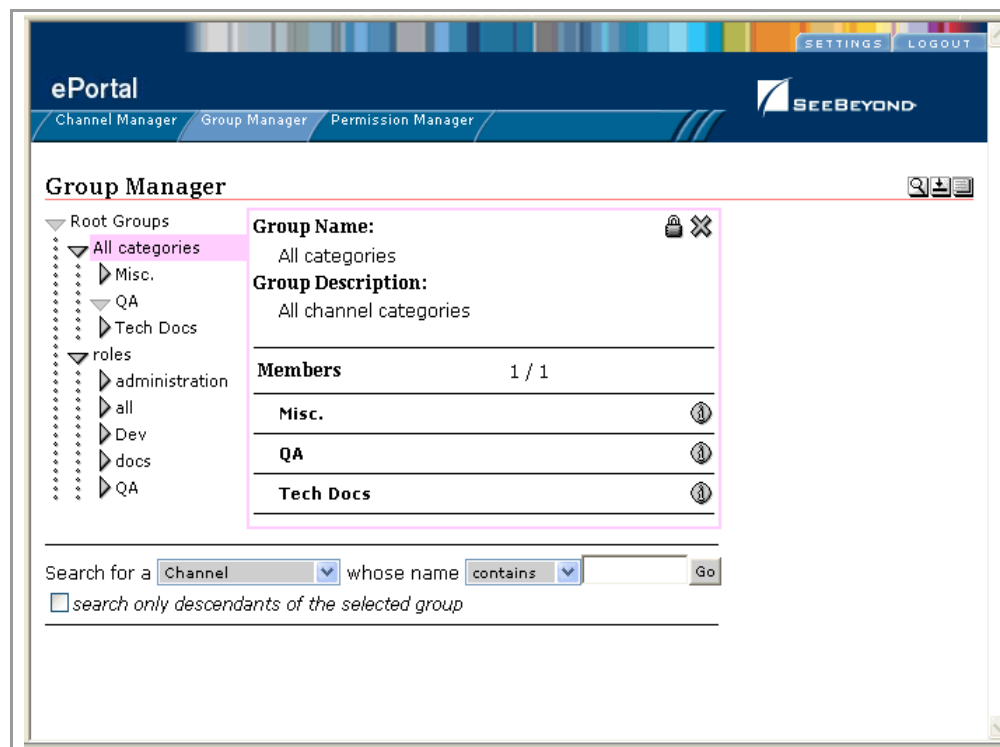 SETTINGS LOGOUT
ePortal
SEEBEYOND
Channel Manager Group Manager Permission Manager
Group Manager
Root Groups
All categories
Misc.
QA
Tech Docs
roles
administration
all
Dev
docs
QA
Group Name:
All categories
Group Description:
All channel categories
Members 1 / 1
Misc.
QA
Tech Docs
Search for a Channel whose name contains Go
search only descendants of the selected group